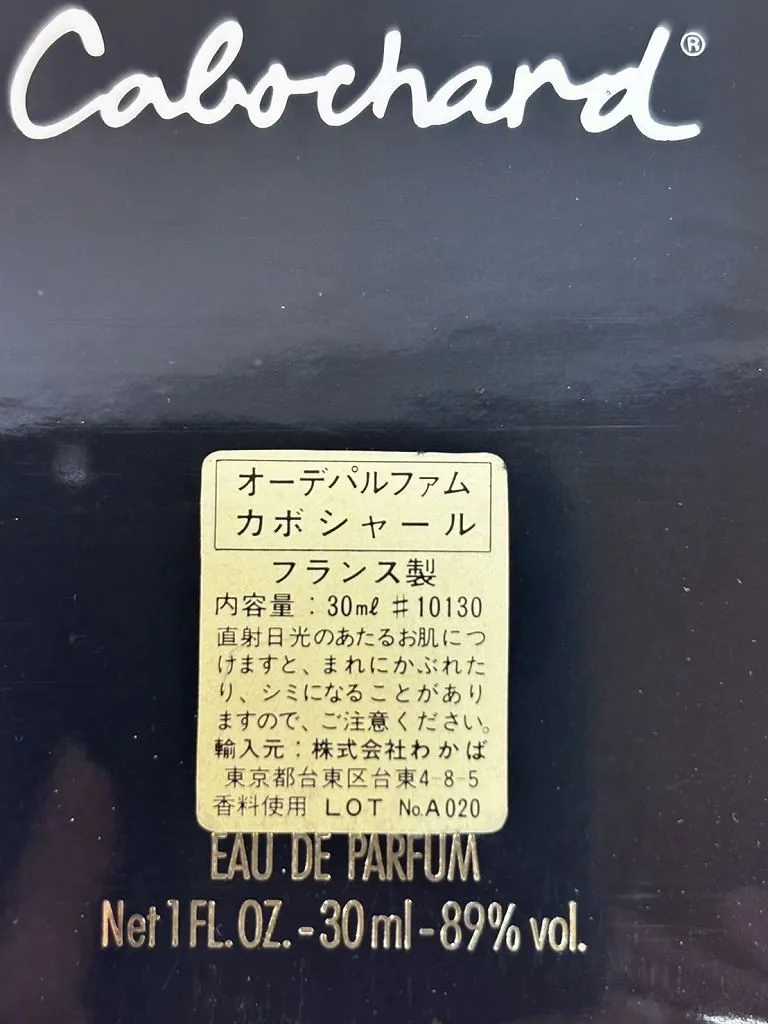 Cabochard®
オーデパルファム
カボシャール
フランス製
内容量：30ml #10130
直射日光のあたるお肌につ
けますと、まれにかぶれた
り、シミになることがあり
ますので、ご注意ください。
輸入元：株式会社わかば
東京都台東区台東4-8-5
香料使用 LOT No.A020
EAU DE PARFUM
Net 1 FL. OZ. - 30 ml - 89% vol.